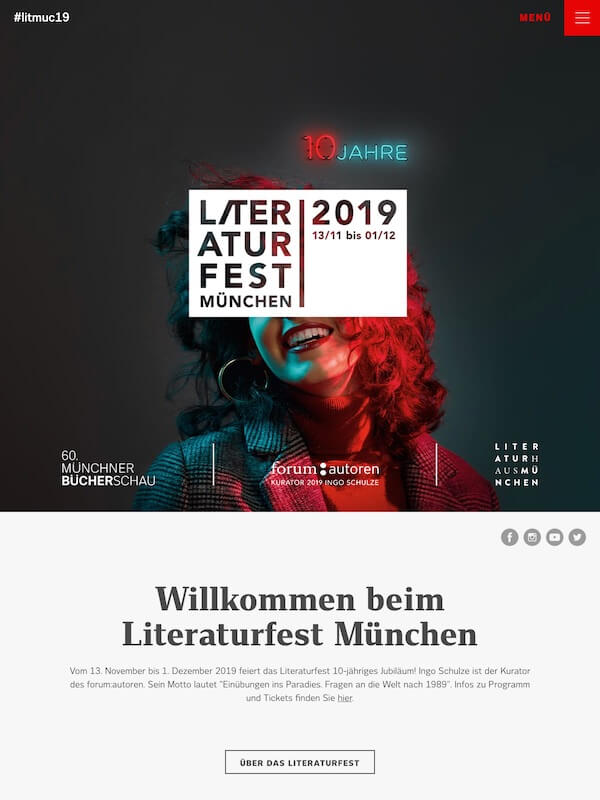 #litmuc19
MENÜ
10 JAHRE
LITER
ATUR
FEST
MÜNCHEN
2019
13/11 bis 01/12
60.
MÜNCHNER
BÜCHERSCHAU
forum:autoren
KURATOR 2019 INGO SCHULZE
LITER
ATURH
AUSMÜ
NCHEN
Willkommen beim
Literaturfest München
Vom 13. November bis 1. Dezember 2019 feiert das Literaturfest 10-jähriges Jubiläum! Ingo Schulze ist der Kurator
des forum:autoren. Sein Motto lautet "Einübungen ins Paradies. Fragen an die Welt nach 1989". Infos zu Programm
und Tickets finden Sie hier.
ÜBER DAS LITERATURFEST